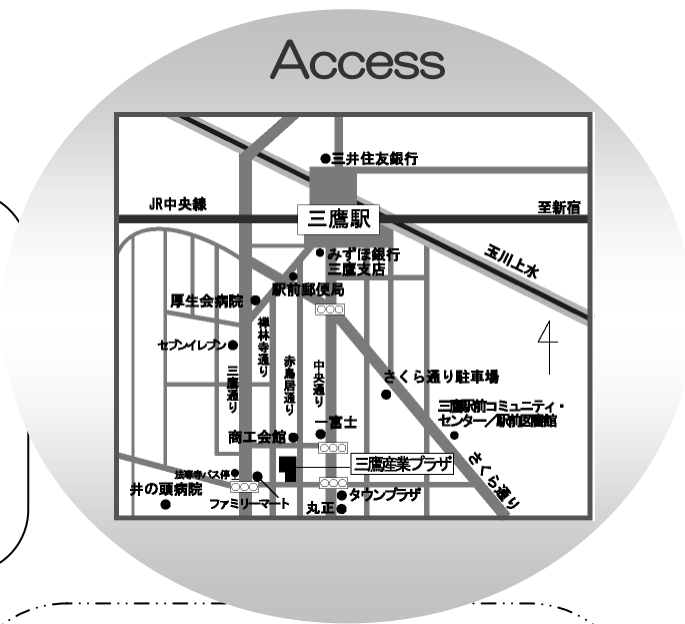 Access
三井住友銀行
JR中央線
至新宿
三鷹駅
みずほ銀行
三鷹支店
玉川上水
駅前郵便局
厚生会病院
禅林寺通り
セブンイレブン
赤鳥居通り
中央通り
三鷹通り
さくら通り駐車場
三鷹駅前コミュニティ・
センター／駅前図書館
一富士
商工会館
三鷹産業プラザ
さくら通り
法専寺バス停
井の頭病院
ファミリーマート
タウンプラザ
丸正